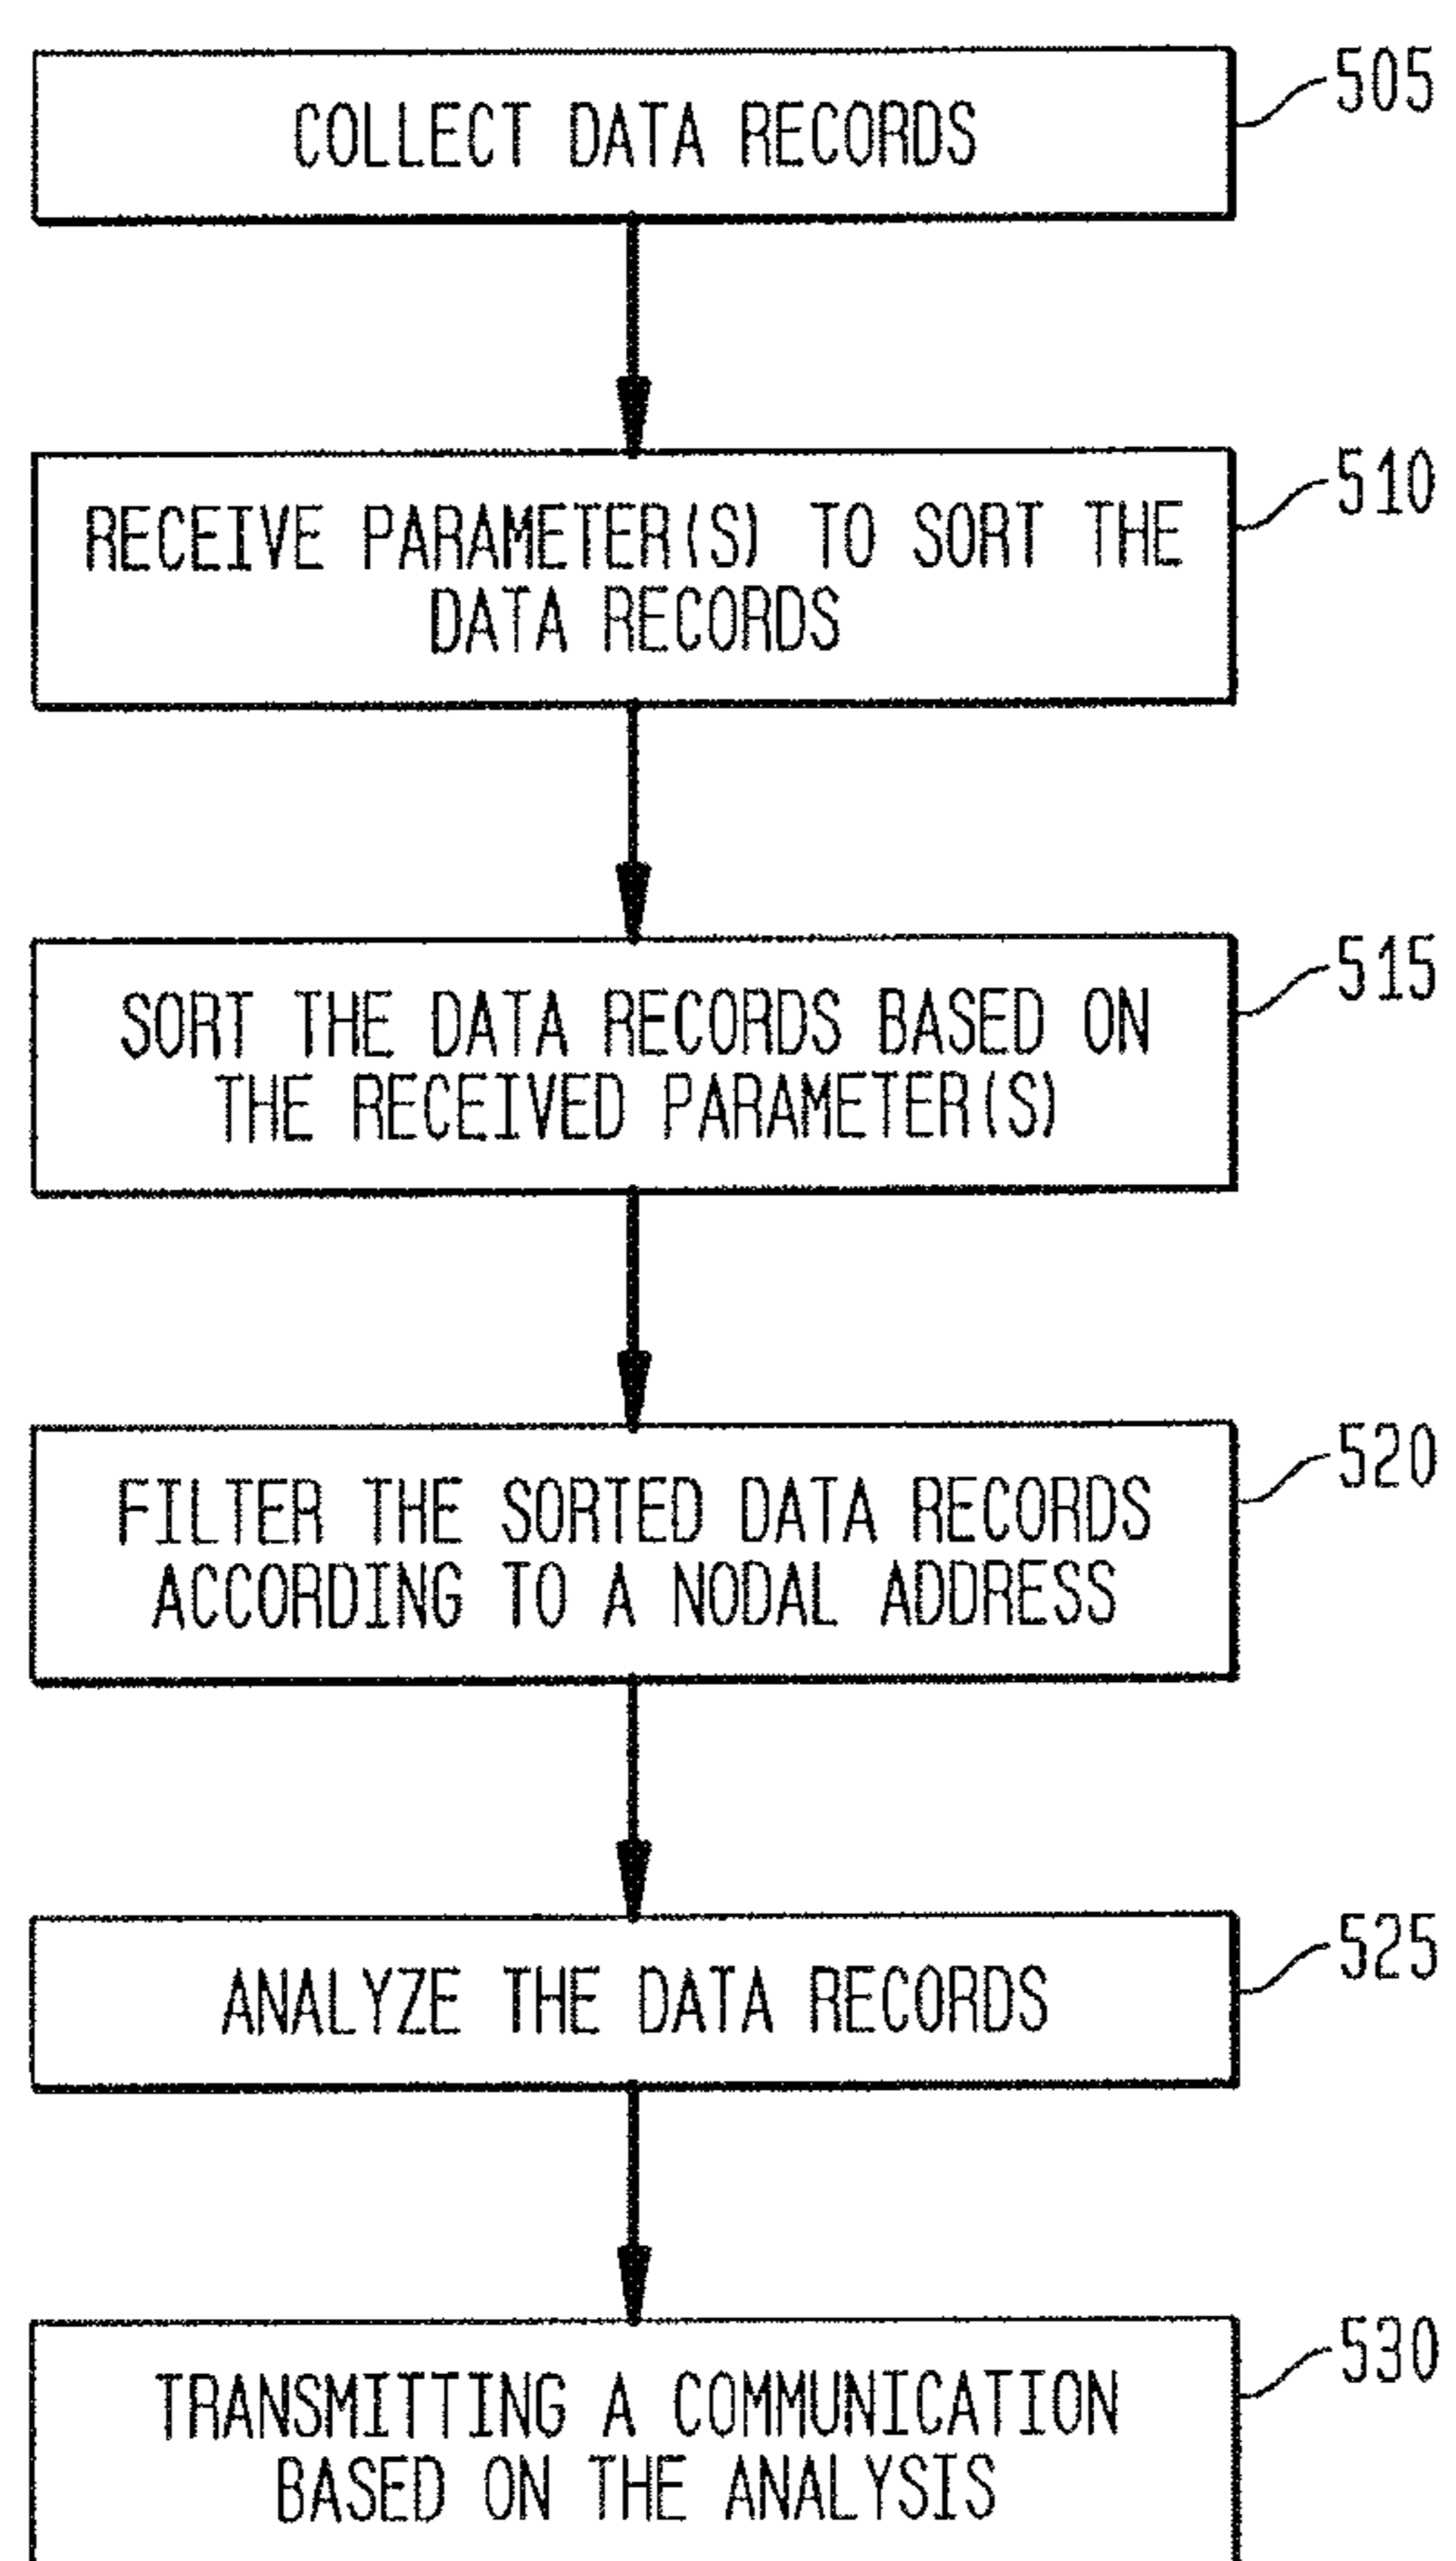 COLLECT DATA RECORDS
505
RECEIVE PARAMETER(S) TO SORT THE
DATA RECORDS
510
SORT THE DATA RECORDS BASED ON
THE RECEIVED PARAMETER(S)
515
FILTER THE SORTED DATA RECORDS
ACCORDING TO A NODAL ADDRESS
520
ANALYZE THE DATA RECORDS
525
TRANSMITTING A COMMUNICATION
BASED ON THE ANALYSIS
530